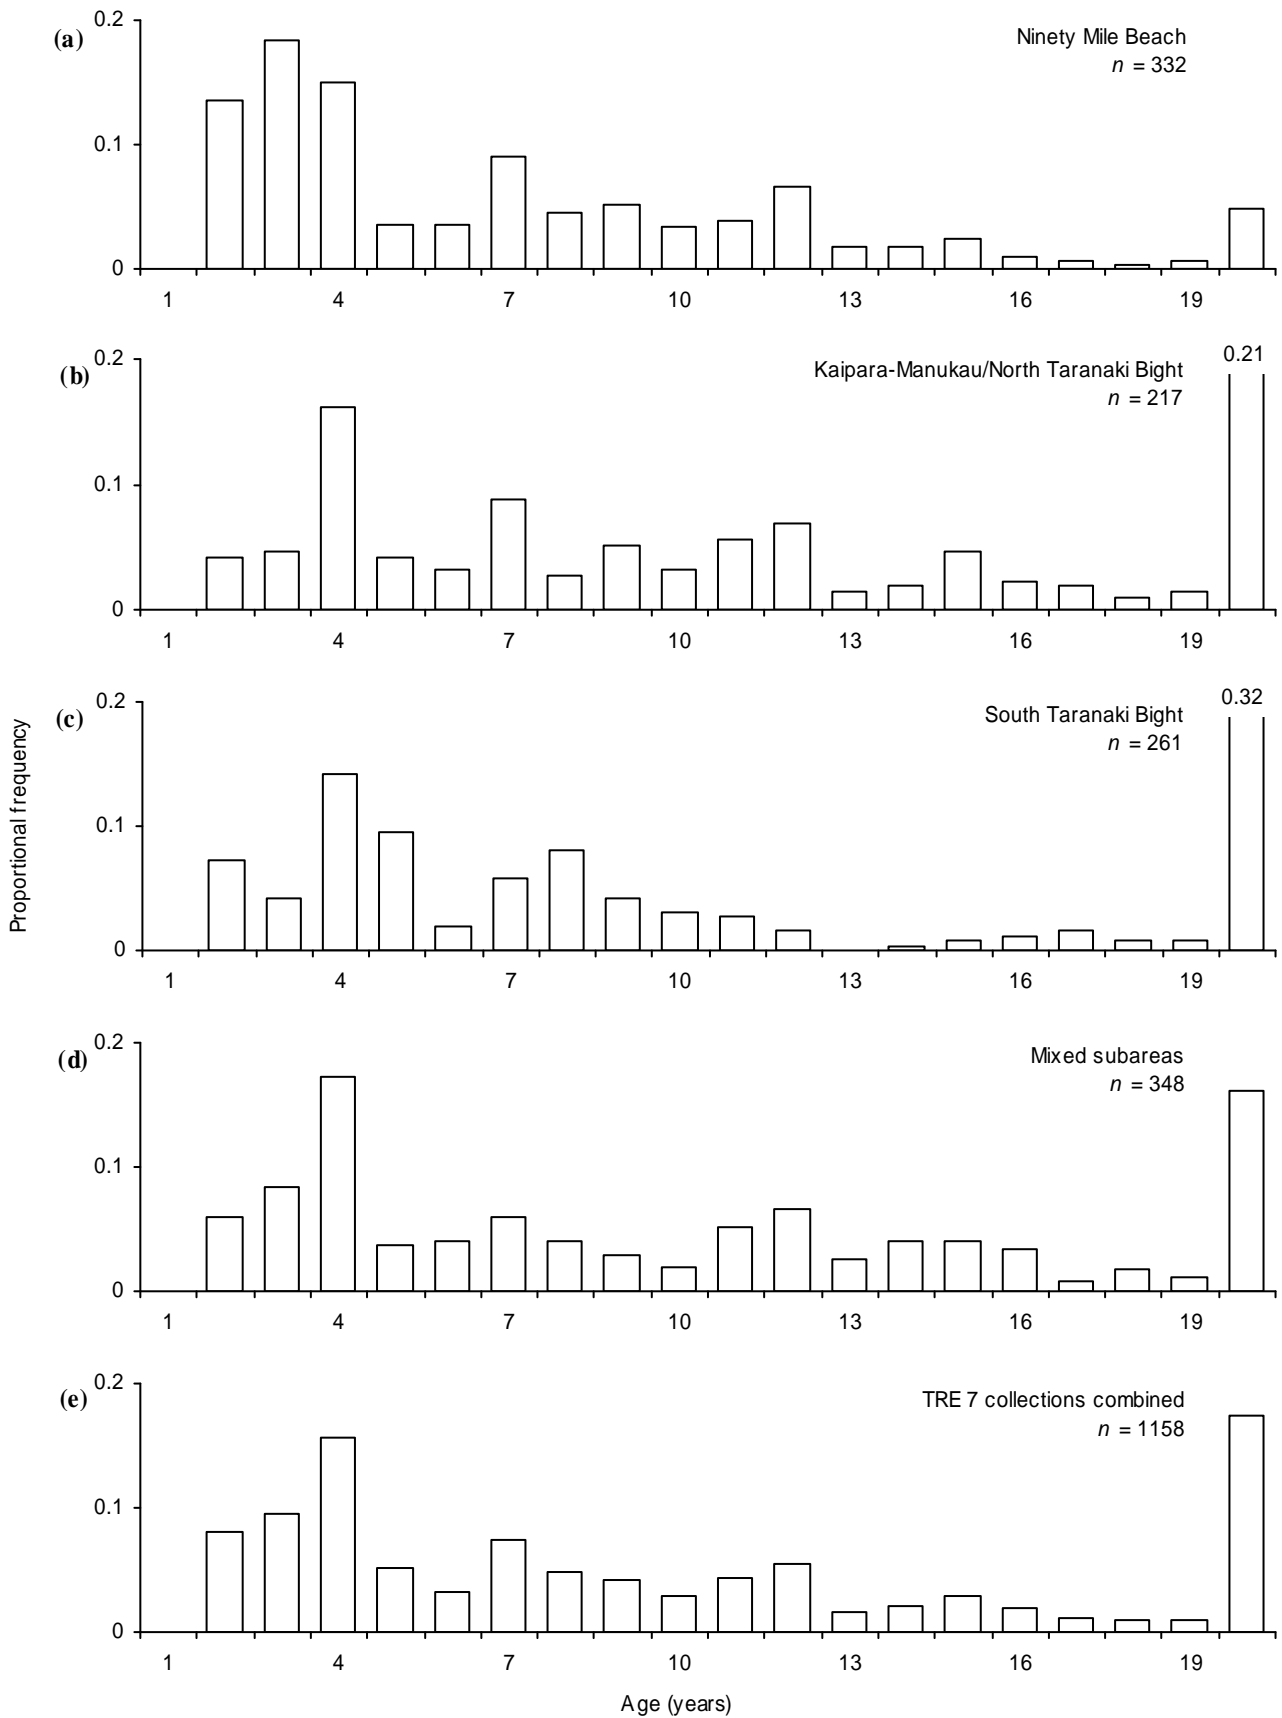 (a)
0.2
0.1
0
Ninety Mile Beach
n = 332
1 4 7 10 13 16 19
(b)
0.2
0.1
0
0.21
Kaipara-Manukau/North Taranaki Bight
n = 217
1 4 7 10 13 16 19
(c)
0.2
0.1
0
0.32
South Taranaki Bight
n = 261
1 4 7 10 13 16 19
Proportional frequency
(d)
0.2
0.1
0
Mixed subareas
n = 348
1 4 7 10 13 16 19
(e)
0.2
0.1
0
TRE 7 collections combined
n = 1158
1 4 7 10 13 16 19
Age (years)